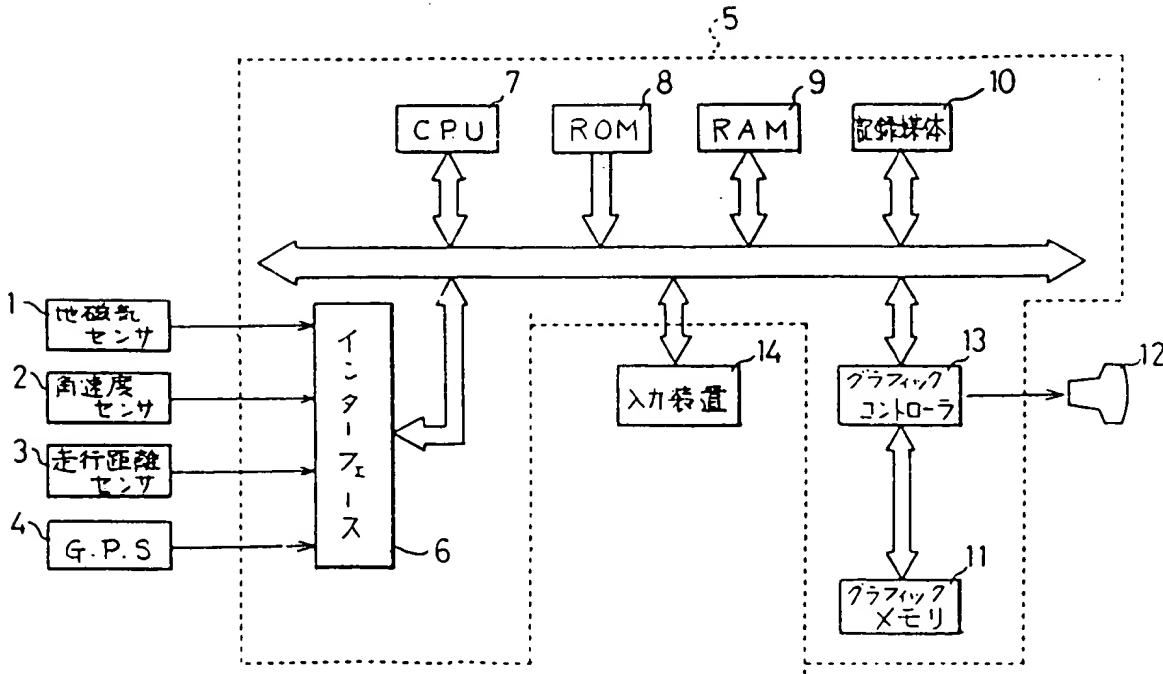 5
7
8
9
10
CPU
ROM
RAM
記録媒体
1
地磁気
センサ
2
角速度
センサ
3
走行距離
センサ
4
G.P.S
インターフェース
6
14
入力装置
13
グラフィック
コントローラ
12
11
グラフィック
メモリ